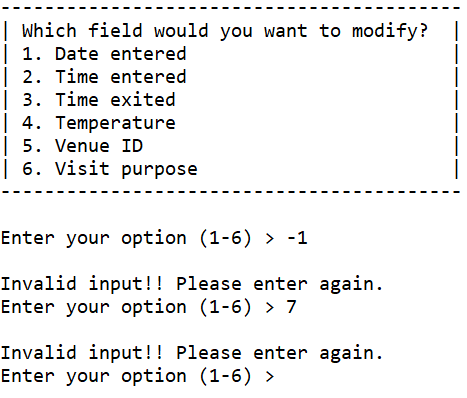 ------------------------------------------
| Which field would you want to modify?  |
| 1. Date entered                        |
| 2. Time entered                        |
| 3. Time exited                         |
| 4. Temperature                         |
| 5. Venue ID                            |
| 6. Visit purpose                       |
------------------------------------------
Enter your option (1-6) > -1
Invalid input!! Please enter again.
Enter your option (1-6) > 7
Invalid input!! Please enter again.
Enter your option (1-6) >